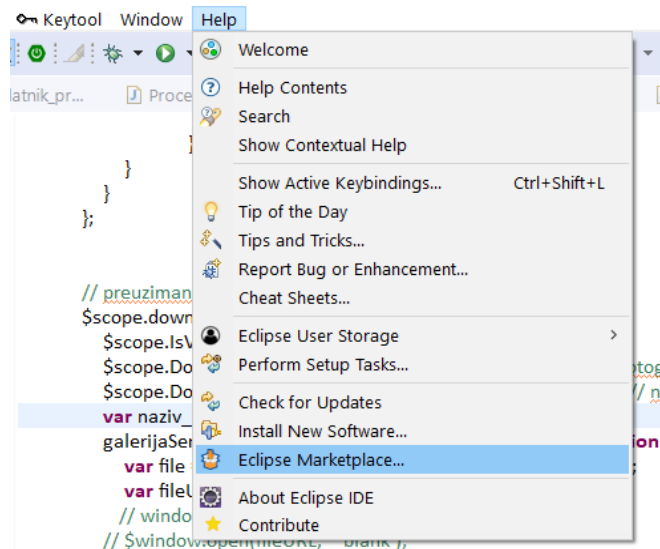 Keytool Window Help
Welcome
latnik_pr... Proce
Help Contents
Search
Show Contextual Help
}
}
Show Active Keybindings... Ctrl+Shift+L
}
Tip of the Day
};
Tips and Tricks...
Report Bug or Enhancement...
// preuziman
Cheat Sheets...
$scope.down
Eclipse User Storage
$scope.IsV
Perform Setup Tasks...
$scope.Do
$scope.Do
Check for Updates
var naziv_
Install New Software...
galerijaSer
Eclipse Marketplace...
var file
var fileU
About Eclipse IDE
// windo
Contribute
// $window.open(fileURL, '_blank');